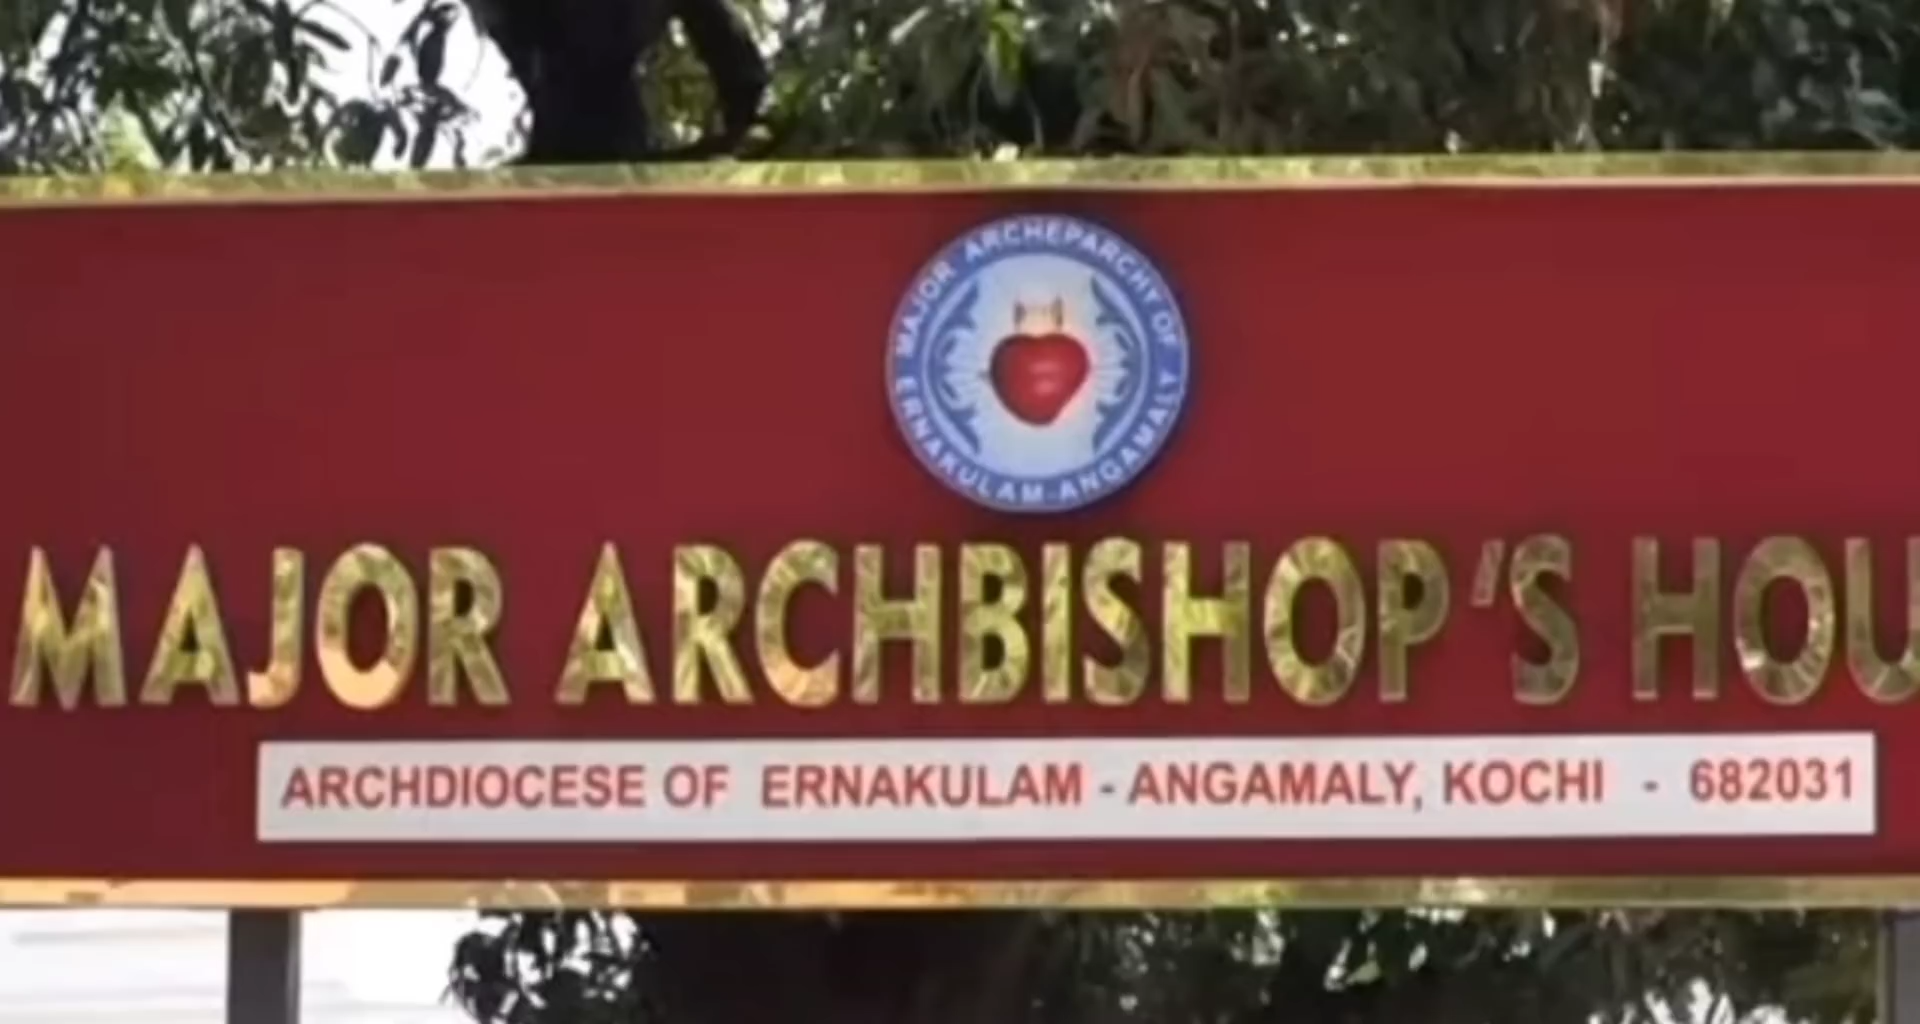 MAJOR ARCHEPARCHY OF
ERNAKULAM-ANGAMALY
MAJOR ARCHBISHOP'S HOU
ARCHDIOCESE OF ERNAKULAM - ANGAMALY, KOCHI - 682031